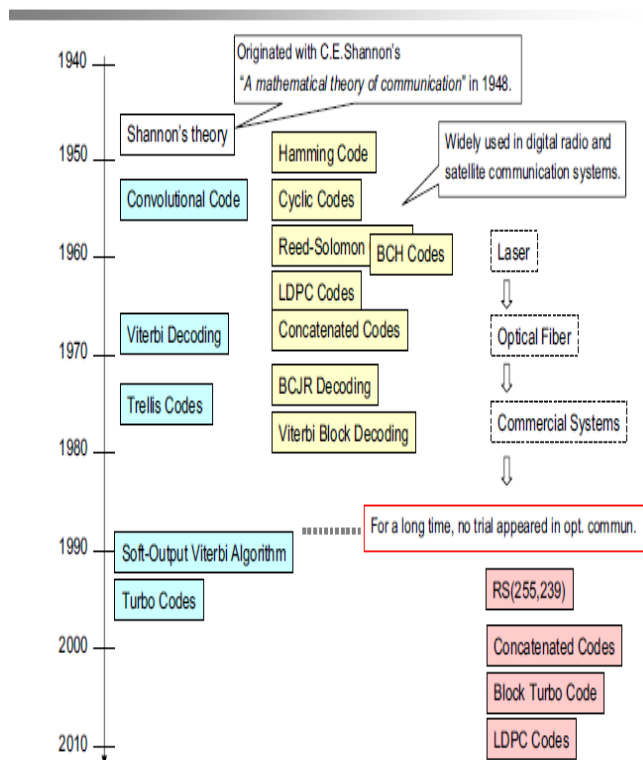 1940
Originated with C.E.Shannon's
“A mathematical theory of communication” in 1948.
Shannon's theory
1950
Hamming Code
Widely used in digital radio and
satellite communication systems.
Convolutional Code
Cyclic Codes
1960
Reed-Solomon
BCH Codes
Laser
LDPC Codes
Viterbi Decoding
Concatenated Codes
Optical Fiber
1970
BCJR Decoding
Trellis Codes
Commercial Systems
Viterbi Block Decoding
1980
For a long time, no trial appeared in opt. commun.
1990
Soft-Output Viterbi Algorithm
Turbo Codes
RS(255,239)
2000
Concatenated Codes
Block Turbo Code
LDPC Codes
2010